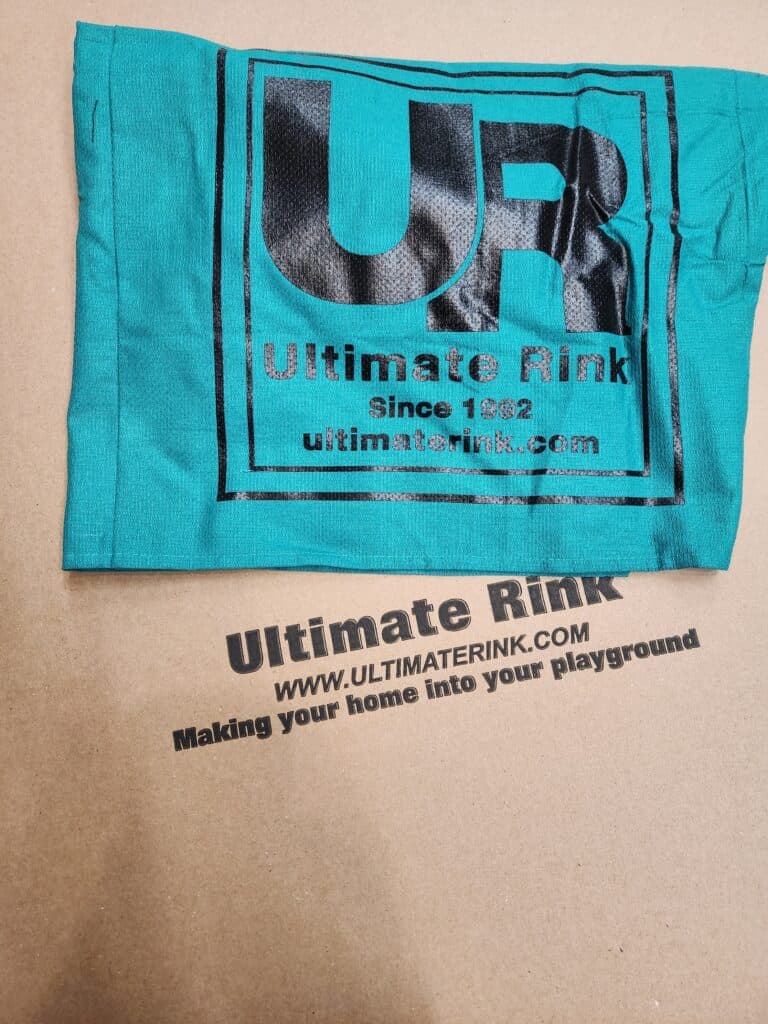 UR
Ultimate Rink
Since 1992
ultimaterink.com
Ultimate Rink
WWW.ULTIMATERINK.COM
Making your home into your playground